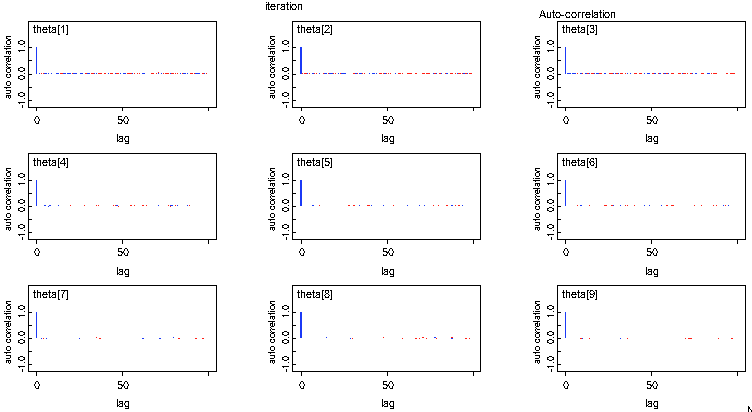 iteration
Auto-correlation
theta[1]
auto correlation
-1.0 0.0 1.0
0 50
lag
theta[2]
auto correlation
-1.0 0.0 1.0
0 50
lag
theta[3]
auto correlation
-1.0 0.0 1.0
0 50
lag
theta[4]
auto correlation
-1.0 0.0 1.0
0 50
lag
theta[5]
auto correlation
-1.0 0.0 1.0
0 50
lag
theta[6]
auto correlation
-1.0 0.0 1.0
0 50
lag
theta[7]
auto correlation
-1.0 0.0 1.0
0 50
lag
theta[8]
auto correlation
-1.0 0.0 1.0
0 50
lag
theta[9]
auto correlation
-1.0 0.0 1.0
0 50
lag